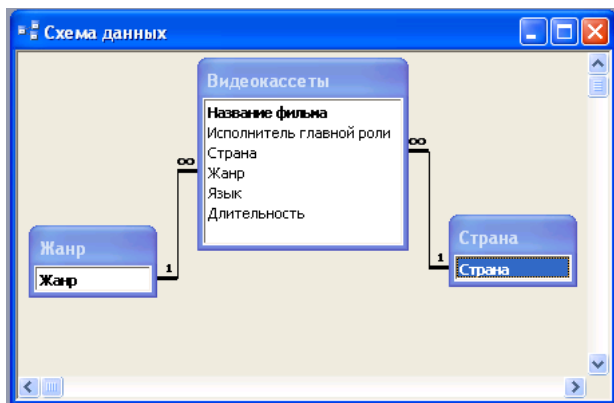 Схема данных
Видеокассеты
Название фильма
Исполнитель главной роли
Страна
Жанр
Язык
Длительность
∞
∞
Жанр
Жанр
1
Страна
Страна
1